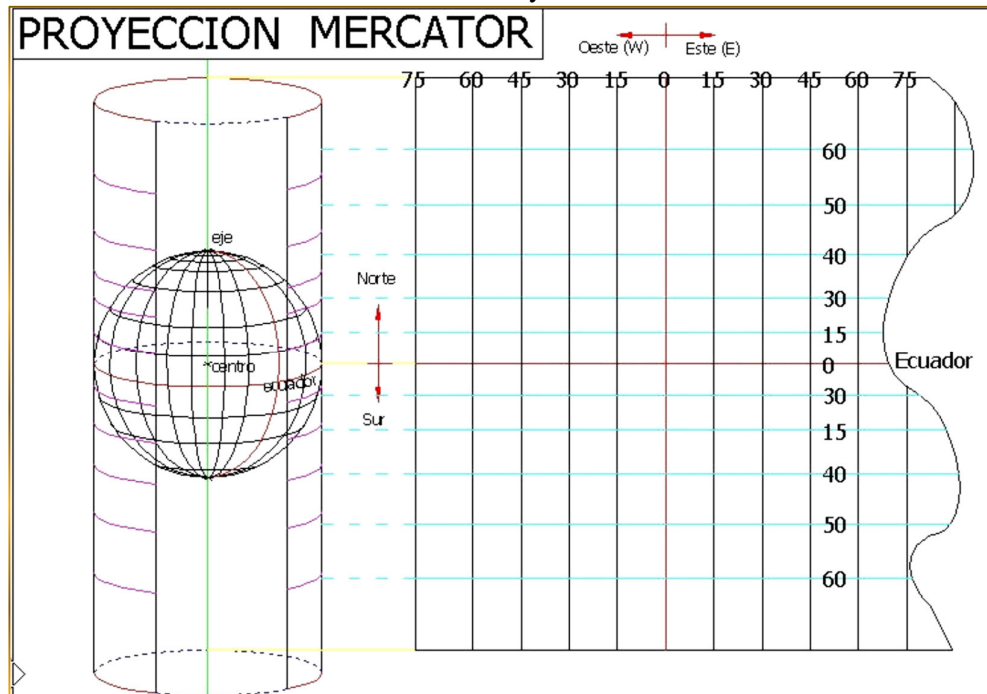 PROYECCION MERCATOR
Oeste (W) Este (E)
75 60 45 30 15 0 15 30 45 60 75
60
50
eje
40
Norte
30
15
centro
0 Ecuador
ecuador
30
Sur
15
40
50
60